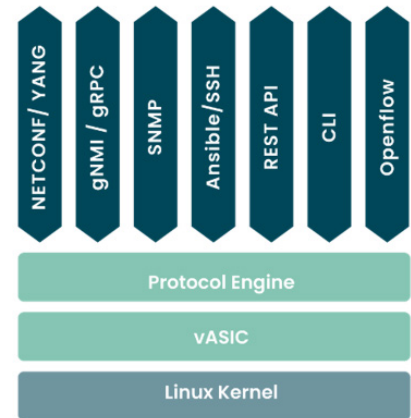 NETCONF/ YANG
gNMI / gRPC
SNMP
Ansible/SSH
REST API
CLI
Openflow
Protocol Engine
vASIC
Linux Kernel